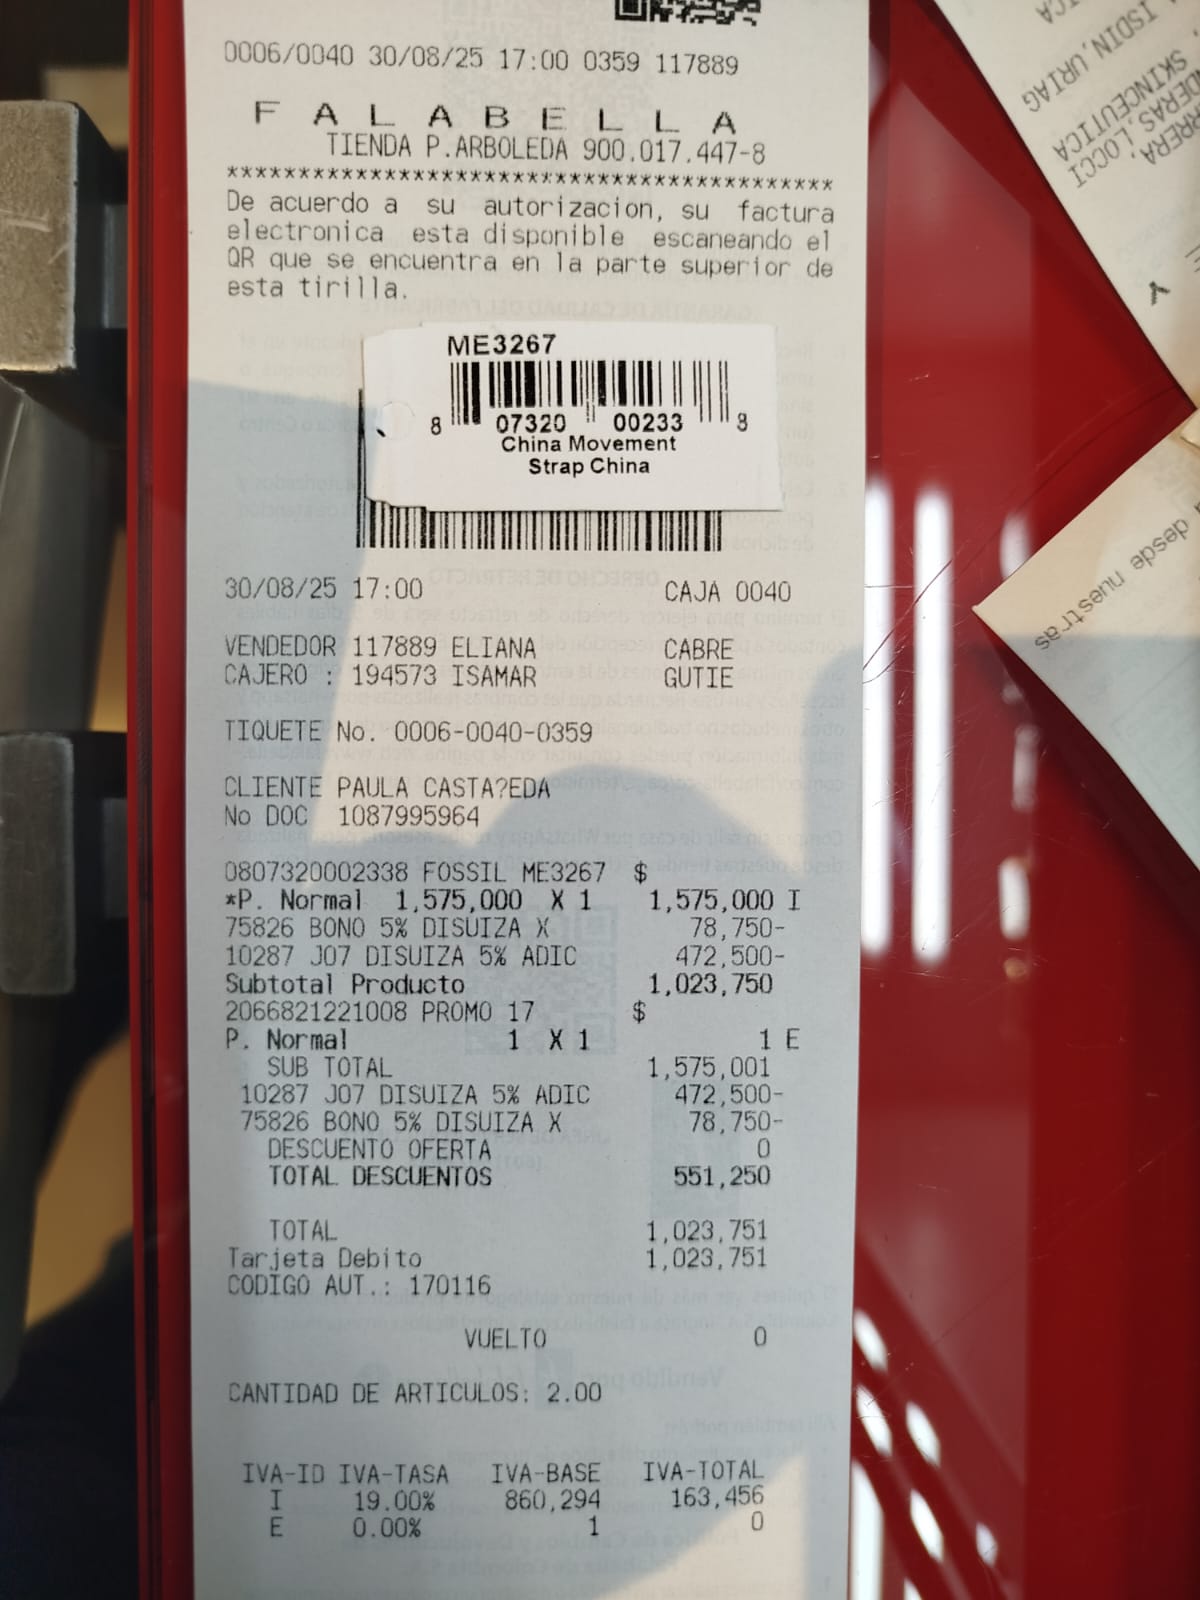 0006/0040 30/08/25 17:00 0359 117889
F A L A B E L L A
TIENDA P.ARBOLEDA 900.017.447-8
*******************************************
De acuerdo a su autorizacion, su factura
electronica esta disponible escaneando el
QR que se encuentra en la parte superior de
esta tirilla.
ME3267
8 07320 00233 8
China Movement
Strap China
30/08/25 17:00 CAJA 0040
VENDEDOR 117889 ELIANA CABRE
CAJERO : 194573 ISAMAR GUTIE
TIQUETE No. 0006-0040-0359
CLIENTE PAULA CASTA?EDA
No DOC 1087995964
0807320002338 FOSSIL ME3267 $
*P. Normal 1,575,000 X 1 1,575,000 I
75826 BONO 5% DISUIZA X 78,750-
10287 J07 DISUIZA 5% ADIC 472,500-
Subtotal Producto 1,023,750
2066821221008 PROMO 17 $
P. Normal 1 X 1 1 E
SUB TOTAL 1,575,001
10287 J07 DISUIZA 5% ADIC 472,500-
75826 BONO 5% DISUIZA X 78,750-
DESCUENTO OFERTA 0
TOTAL DESCUENTOS 551,250
TOTAL 1,023,751
Tarjeta Debito 1,023,751
CODIGO AUT.: 170116
VUELTO 0
CANTIDAD DE ARTICULOS: 2.00
IVA-ID IVA-TASA IVA-BASE IVA-TOTAL
I 19.00% 860,294 163,456
E 0.00% 1 0
ISDIN, URIAG
SKINCEUTICA
desde nuestras